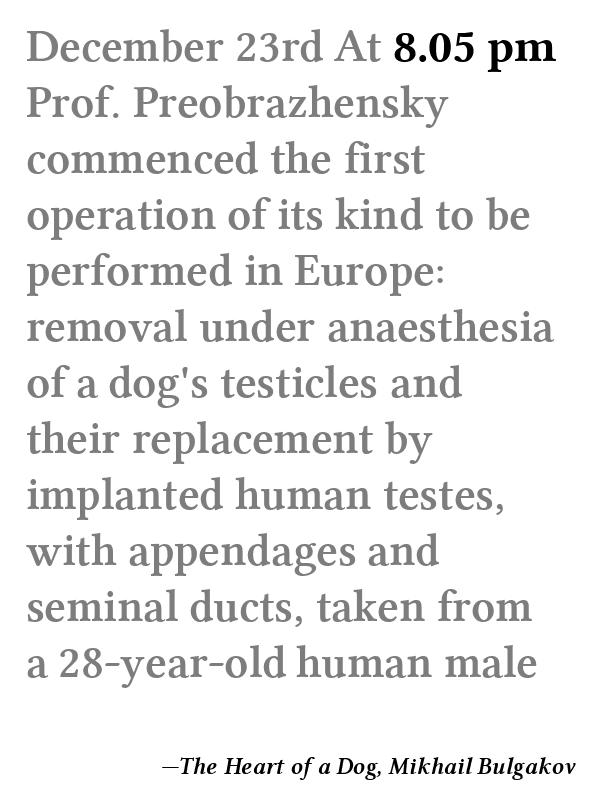 December 23rd At 8.05 pm
Prof. Preobrazhensky
commenced the first
operation of its kind to be
performed in Europe:
removal under anaesthesia
of a dog's testicles and
their replacement by
implanted human testes,
with appendages and
seminal ducts, taken from
a 28-year-old human male
—The Heart of a Dog, Mikhail Bulgakov